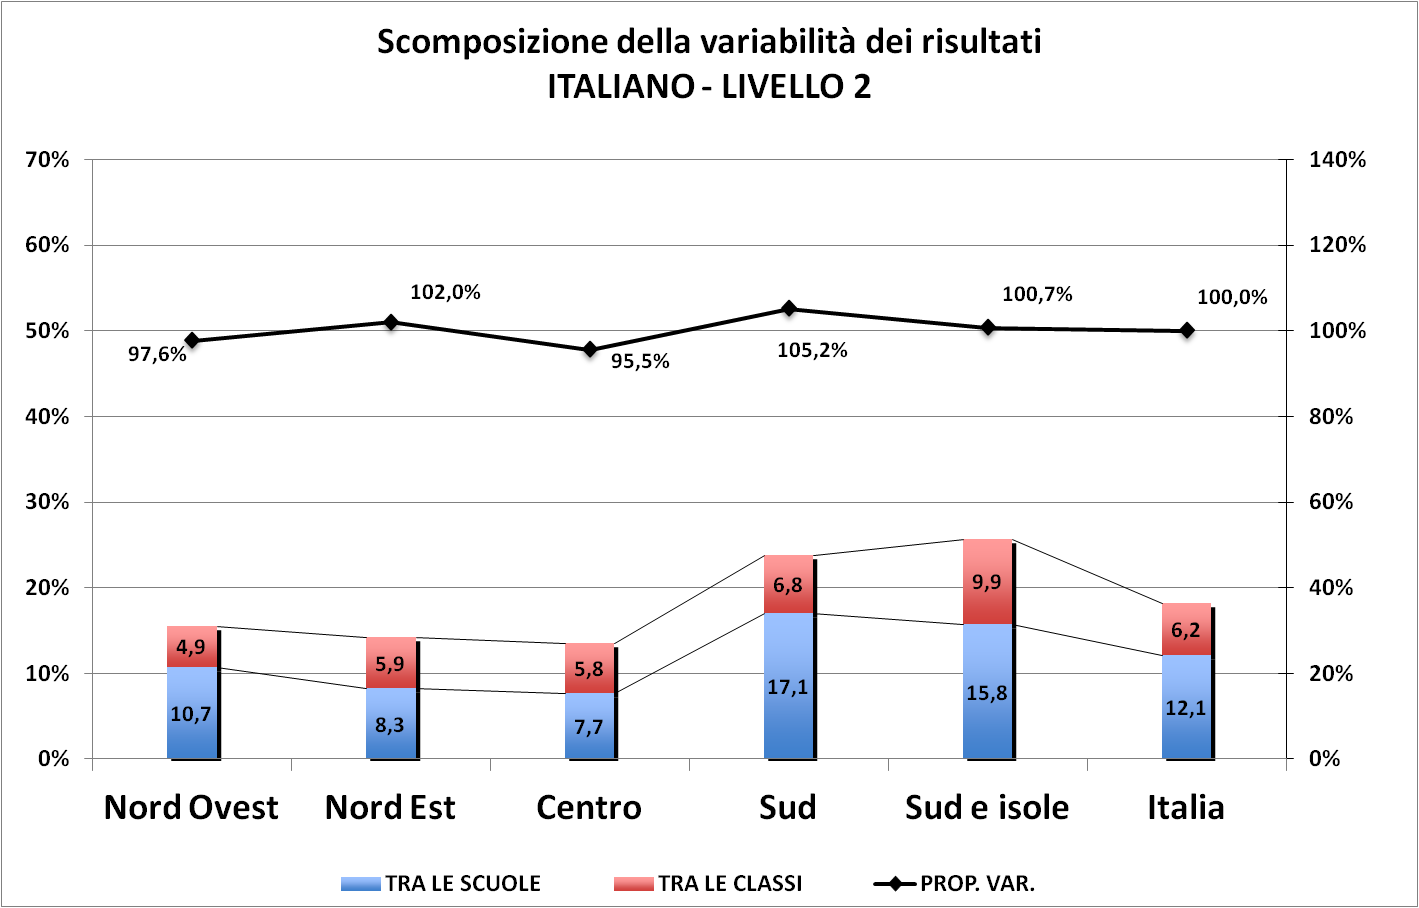 Scomposizione della variabilità dei risultati
ITALIANO - LIVELLO 2
70% 140%
60% 120%
102,0% 100,7% 100,0%
50% 100%
97,6% 95,5% 105,2%
40% 80%
30% 60%
20% 40%
6,8 9,9
4,9 5,9 5,8 6,2
10% 20%
10,7 8,3 7,7 17,1 15,8 12,1
0% 0%
Nord Ovest Nord Est Centro Sud Sud e isole Italia
TRA LE SCUOLE TRA LE CLASSI PROP. VAR.